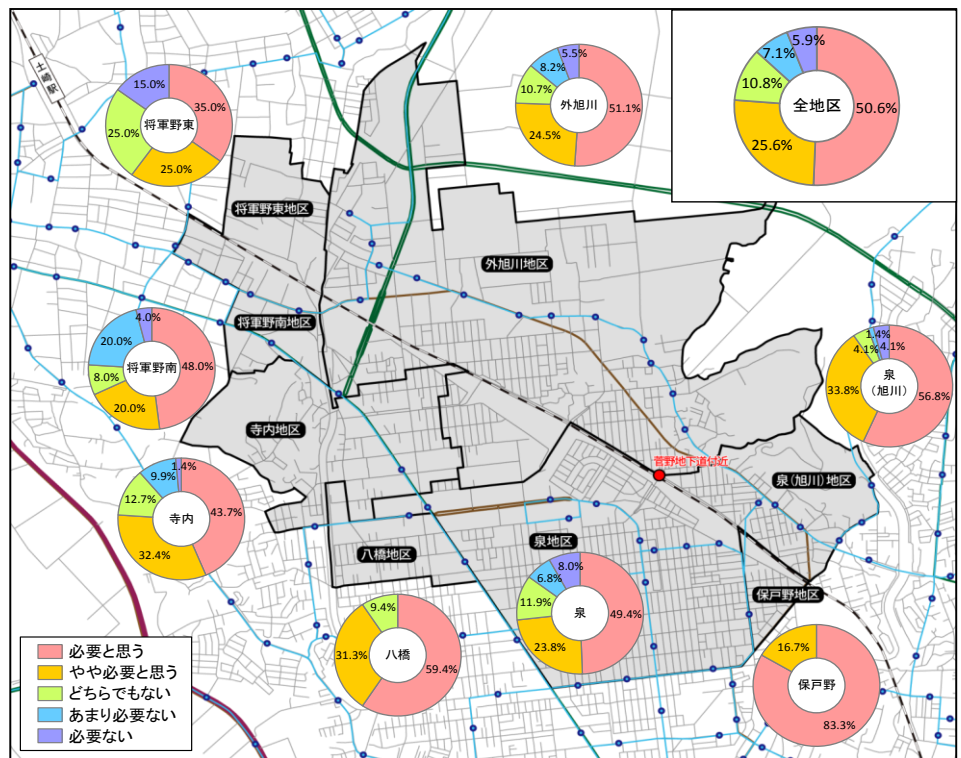 土崎駅
将軍野東
15.0%
35.0%
25.0%
25.0%
外旭川
5.5%
8.2%
10.7%
24.5%
51.1%
全地区
5.9%
7.1%
10.8%
25.6%
50.6%
将軍野東地区
外旭川地区
将軍野南地区
将軍野南
4.0%
20.0%
8.0%
20.0%
48.0%
泉
(旭川)
1.4%
4.1%
4.1%
33.8%
56.8%
寺内地区
菅野地下道付近
泉(旭川)地区
寺内
1.4%
9.9%
12.7%
32.4%
43.7%
八橋地区
泉地区
保戸野地区
泉
8.0%
6.8%
11.9%
23.8%
49.4%
八橋
9.4%
31.3%
59.4%
保戸野
16.7%
83.3%
必要と思う
やや必要と思う
どちらでもない
あまり必要ない
必要ない